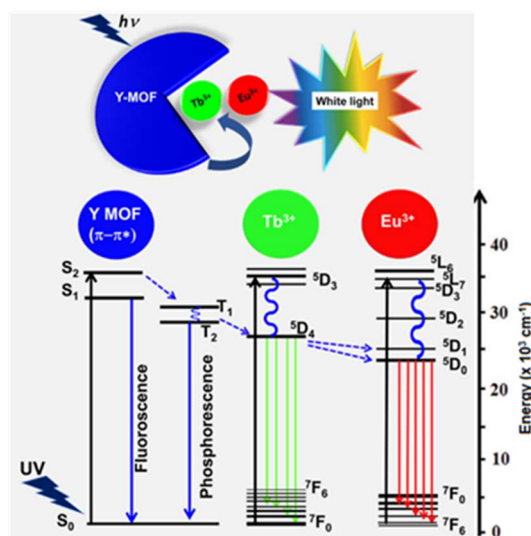 hν
Y-MOF
Tb³⁺
Eu³⁺
White light
Y MOF
(π–π*)
Tb³⁺
Eu³⁺
S₂
S₁
T₁
T₂
S₀
UV
Fluoroscence
Phosphorescence
⁵D₃
⁵D₄
⁷F₆
⁷F₀
⁵L₆
⁵L₇
⁵D₃
⁵D₂
⁵D₁
⁵D₀
⁷F₀
⁷F₆
40
30
20
10
0
Energy (x 10³ cm⁻¹)